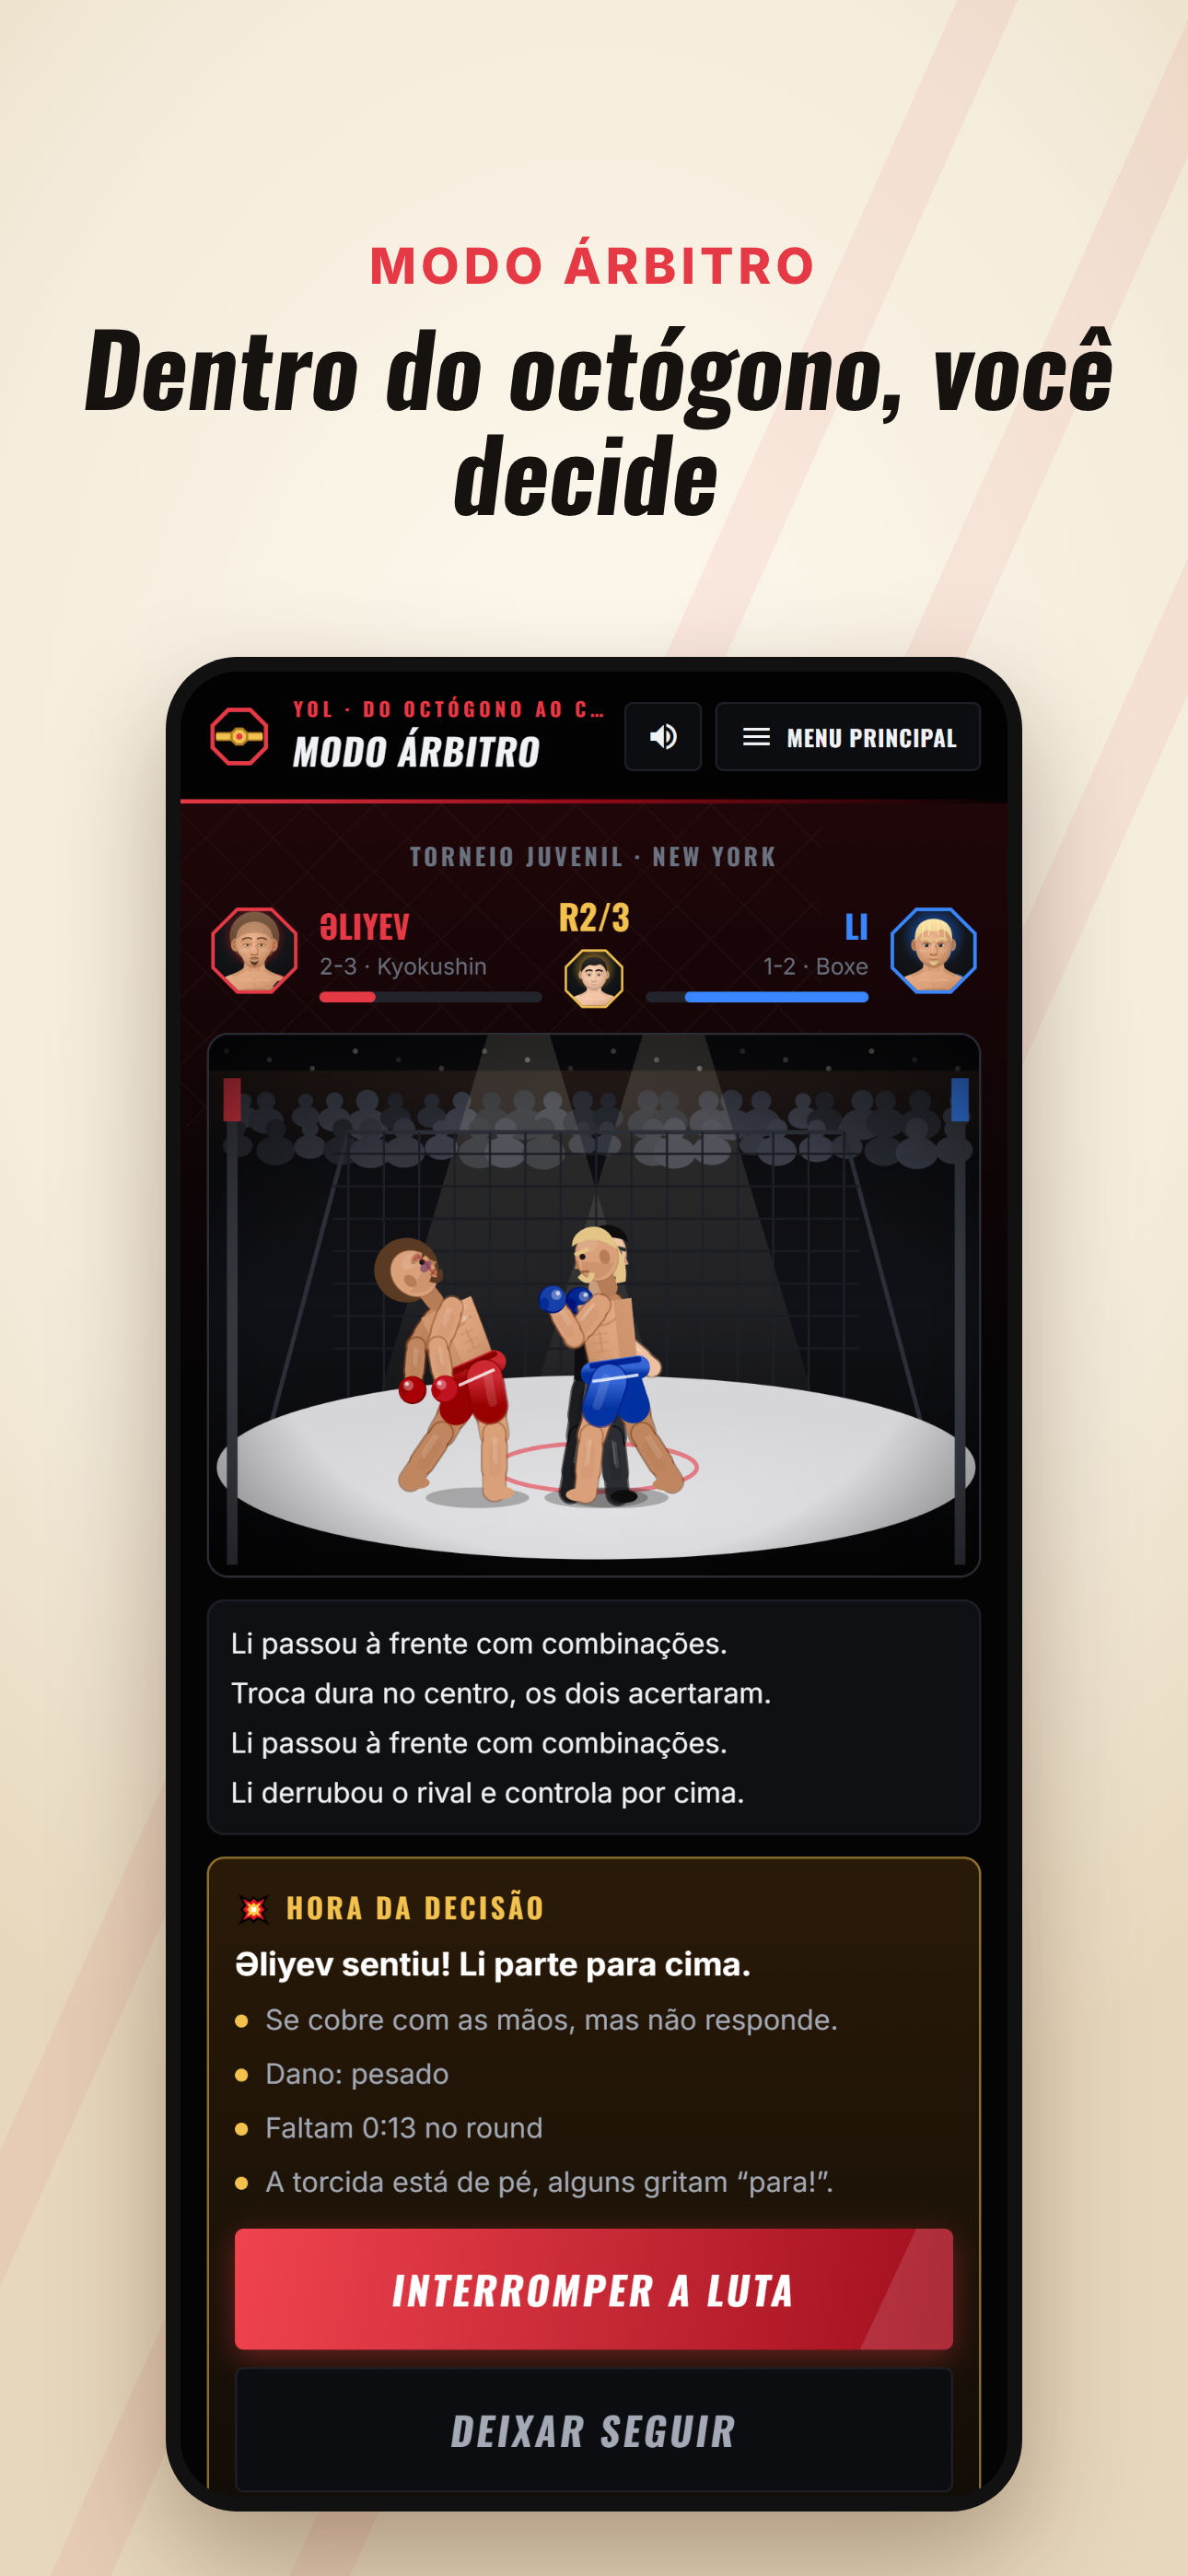 MODO ÁRBITRO
Dentro do octógono, você
decide
YOL · DO OCTÓGONO AO C…
MODO ÁRBITRO
MENU PRINCIPAL
TORNEIO JUVENIL · NEW YORK
ƏLIYEV
2-3 · Kyokushin
R2/3
LI
1-2 · Boxe
Li passou à frente com combinações.
Troca dura no centro, os dois acertaram.
Li passou à frente com combinações.
Li derrubou o rival e controla por cima.
HORA DA DECISÃO
Əliyev sentiu! Li parte para cima.
Se cobre com as mãos, mas não responde.
Dano: pesado
Faltam 0:13 no round
A torcida está de pé, alguns gritam “para!”.
INTERROMPER A LUTA
DEIXAR SEGUIR